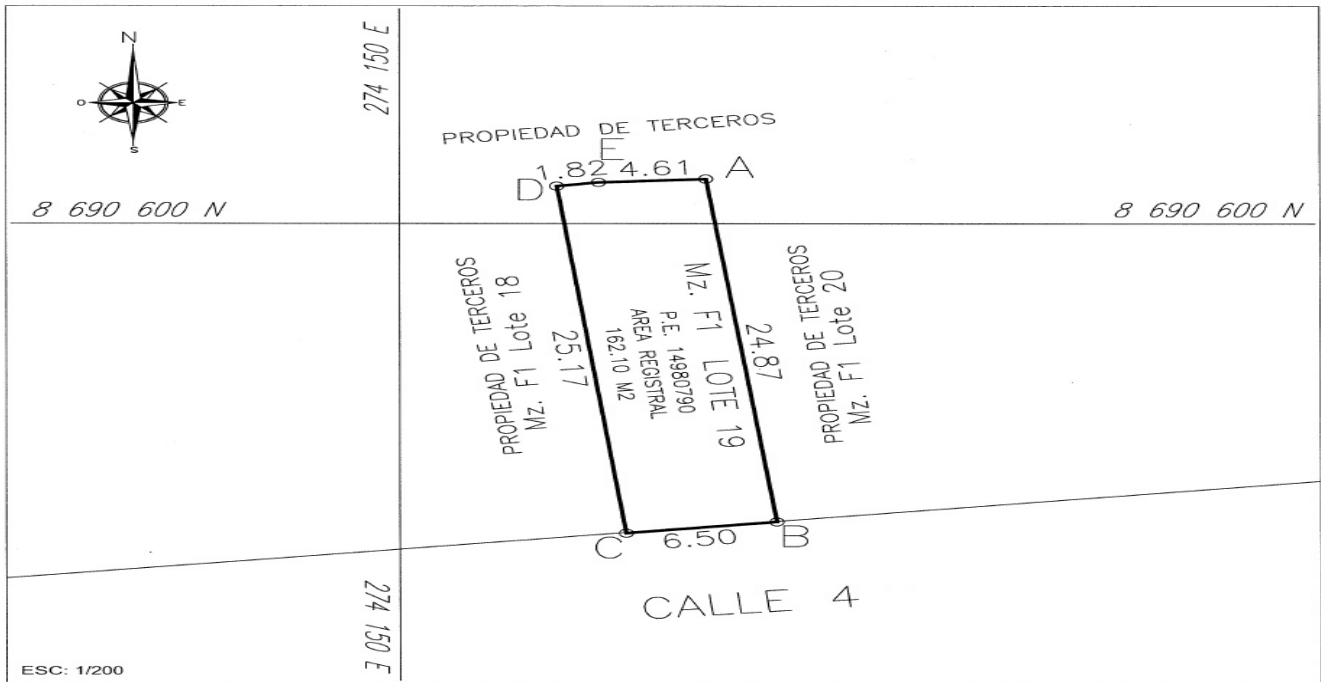 N
O
E
S
274 150 E
PROPIEDAD DE TERCEROS
E
1.82
4.61
A
D
8 690 600 N
8 690 600 N
PROPIEDAD DE TERCEROS
Mz. F1 Lote 18
25.17
Mz. F1 LOTE 19
P.E. 14980790
AREA REGISTRAL
162.10 M2
24.87
PROPIEDAD DE TERCEROS
Mz. F1 Lote 20
C
6.50
B
CALLE 4
274 150 E
ESC: 1/200